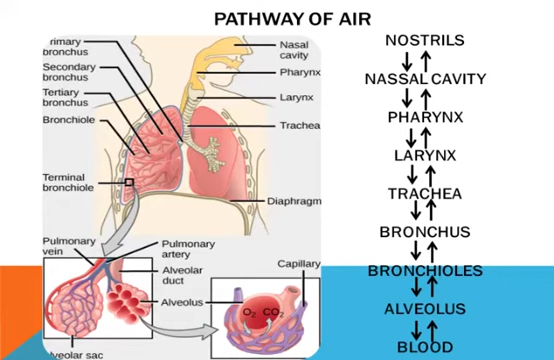 PATHWAY OF AIR
rimary
bronchus
Secondary
bronchus
Tertiary
bronchus
Bronchiole
Terminal
bronchiole
Nasal
cavity
Pharynx
Larynx
Trachea
Diaphragm
Pulmonary
vein
Pulmonary
artery
Alveolar
duct
Alveolus
lveolar sac
Capillary
O₂ CO₂
NOSTRILS
NASSAL CAVITY
PHARYNX
LARYNX
TRACHEA
BRONCHUS
BRONCHIOLES
ALVEOLUS
BLOOD